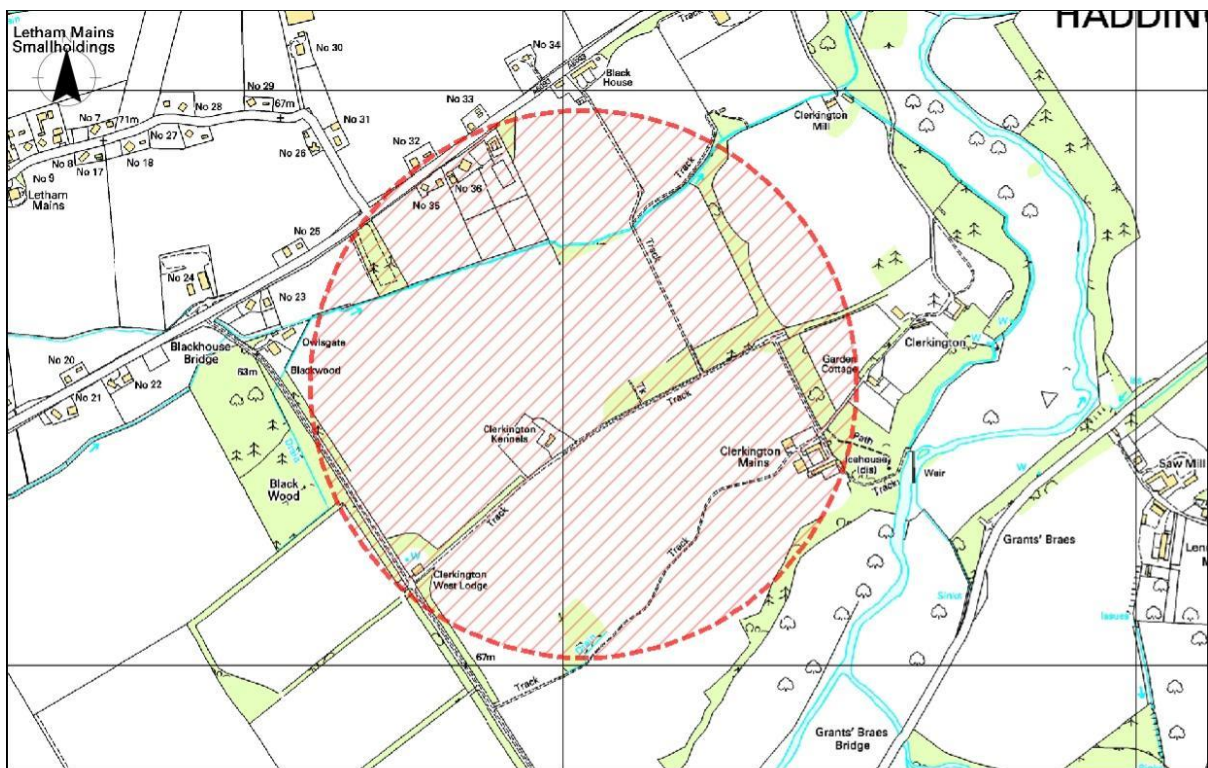 HADDING
Letham Mains
Smallholdings
No 30
No 34
Track
Black
House
No 29
67m
No 28
No 7
71m
No 27
No 31
No 33
No 8
No 17
No 18
No 26
No 32
No 9
Letham
Mains
No 36
No 35
Clerkington
Mill
Track
No 25
Track
No 24
No 23
Owlsgate
Blackhouse
Bridge
Blackwood
63m
No 20
No 22
No 21
Clerkington
W
Garden
Cottage
Track
Clerkington
Kennels
Drain
Black
Wood
Clerkington
Mains
Path
Icehouse
(dis)
Track
Weir
W
Saw Mill
Track
Track
W
Clerkington
West Lodge
Grants' Braes
Sinks
Issues
67m
Track
Grants' Braes
Bridge